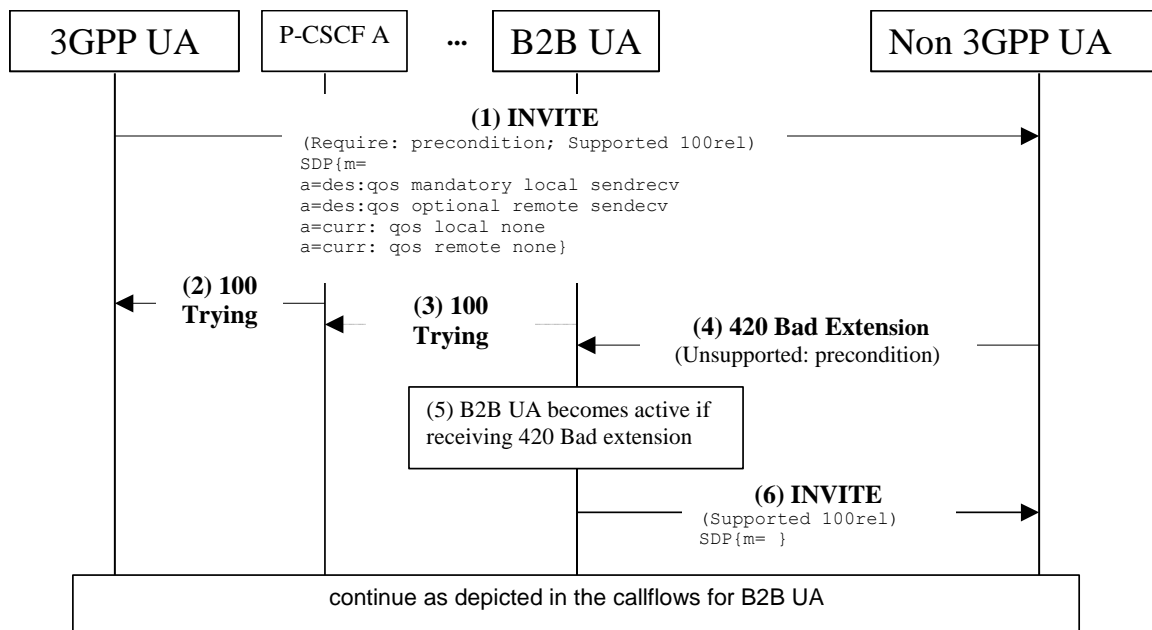 3GPP UA
P-CSCF A
...
B2B UA
Non 3GPP UA
(1) INVITE
(Require: precondition; Supported 100rel)
SDP{m=
a=des:qos mandatory local sendrecv
a=des:qos optional remote sendecv
a=curr: qos local none
a=curr: qos remote none}
(2) 100
Trying
(3) 100
Trying
(4) 420 Bad Extension
(Unsupported: precondition)
(5) B2B UA becomes active if
receiving 420 Bad extension
(6) INVITE
(Supported 100rel)
SDP{m= }
continue as depicted in the callflows for B2B UA